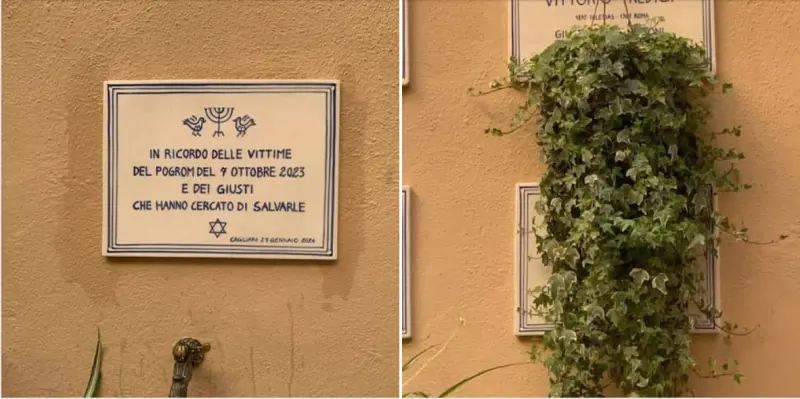 IN RICORDO DELLE VITTIME
DEL POGROM DEL 7 OTTOBRE 2023
E DEI GIUSTI
CHE HANNO CERCATO DI SALVARLE
CAGLIARI 27 GENNAIO 2024
VITTORIO